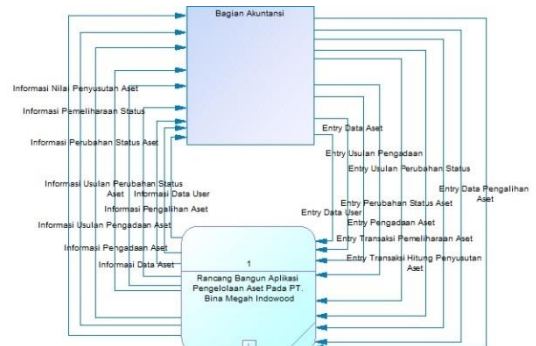 Bagian Akuntansi
Informasi Nilai Penyusutan Aset
Informasi Pemeliharaan Status
Informasi Perubahan Status Aset
Informasi Usulan Perubahan Status
Aset
Informasi Data User
Informasi Pengalihan Aset
Informasi Usulan Pengadaan Aset
Informasi Pengadaan Aset
Informasi Data Aset
Entry Data Aset
Entry Usulan Pengadaan
Entry Usulan Perubahan Status
Entry Data Pengalihan
Aset
Entry Perubahan Status Aset
Entry Data User
Entry Pengadaan Aset
Entry Transaksi Pemeliharaan Aset
Entry Transaksi Hitung Penyusutan
Aset
1
Rancang Bangun Aplikasi
Pengelolaan Aset Pada PT.
Bina Megah Indowood